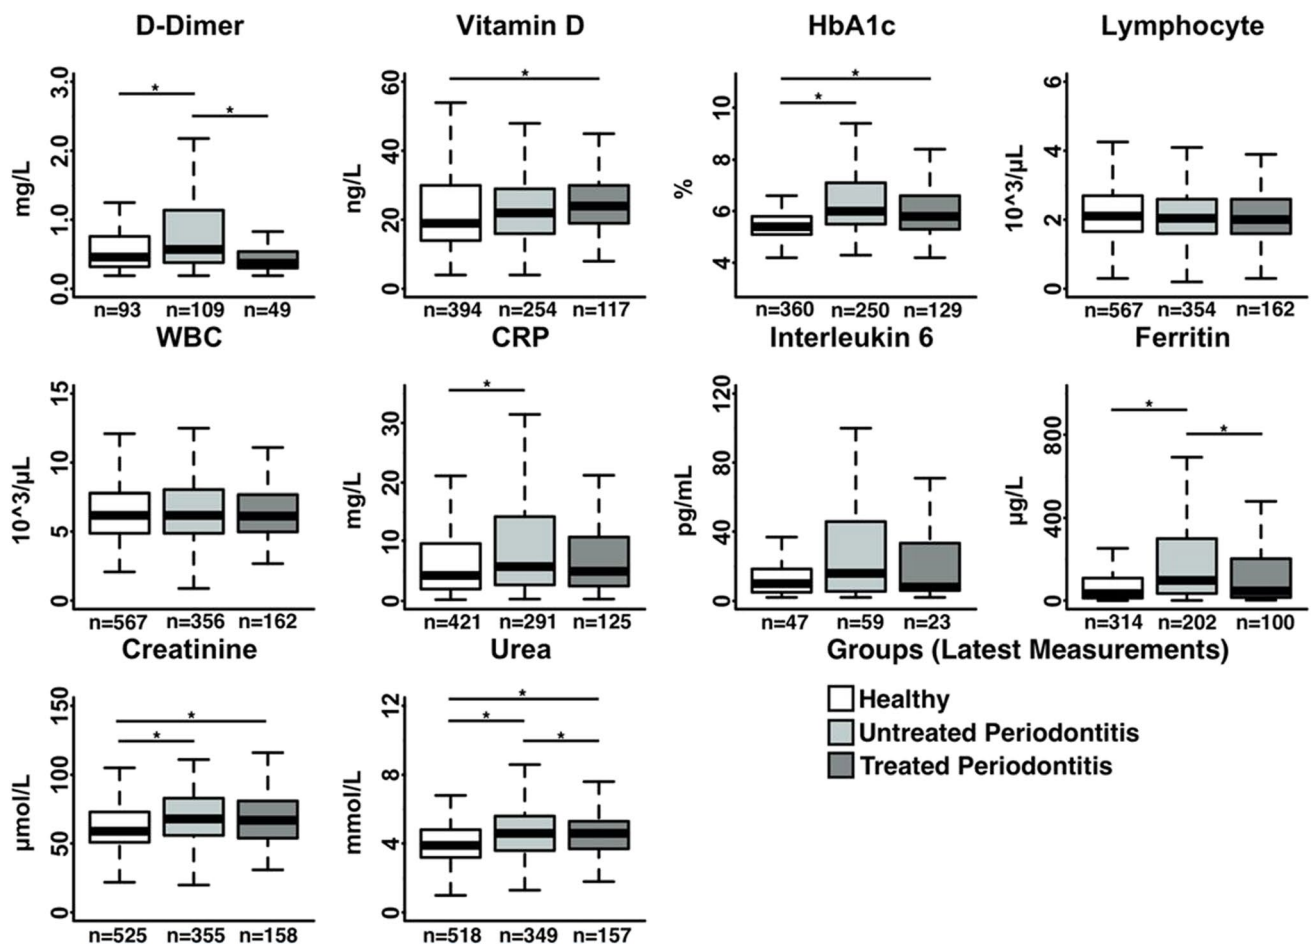 D-Dimer
Vitamin D
HbA1c
Lymphocyte
mg/L
3.0
2.0
1.0
0.0
*
*
n=93 n=109 n=49
ng/L
60
40
20
0
*
n=394 n=254 n=117
%
10
8
6
4
*
*
n=360 n=250 n=129
10^3/µL
6
4
2
0
n=567 n=354 n=162
WBC
CRP
Interleukin 6
Ferritin
10^3/µL
15
10
5
0
n=567 n=356 n=162
mg/L
30
20
10
0
*
n=421 n=291 n=125
pg/mL
120
80
40
0
n=47 n=59 n=23
µg/L
800
400
0
*
*
n=314 n=202 n=100
Creatinine
Urea
µmol/L
150
100
50
0
*
*
n=525 n=355 n=158
mmol/L
12
8
4
0
*
*
*
n=518 n=349 n=157
Groups (Latest Measurements)
Healthy
Untreated Periodontitis
Treated Periodontitis